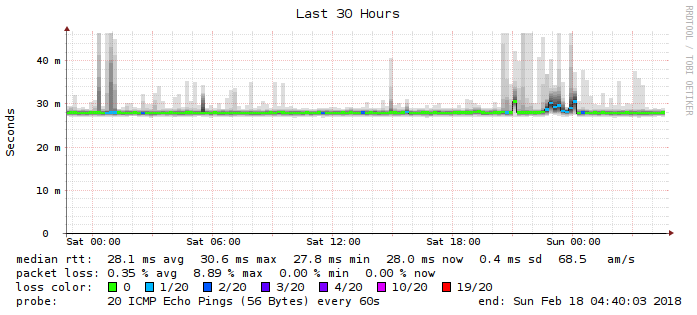 Last 30 Hours
RRDTOOL / TOBI OETIKER
Seconds
40 m
30 m
20 m
10 m
0
Sat 00:00 Sat 06:00 Sat 12:00 Sat 18:00 Sun 00:00
median rtt: 28.1 ms avg 30.6 ms max 27.8 ms min 28.0 ms now 0.4 ms sd 68.5 am/s
packet loss: 0.35 % avg 8.89 % max 0.00 % min 0.00 % now
loss color: 0 1/20 2/20 3/20 4/20 10/20 19/20
probe: 20 ICMP Echo Pings (56 Bytes) every 60s end: Sun Feb 18 04:40:03 2018